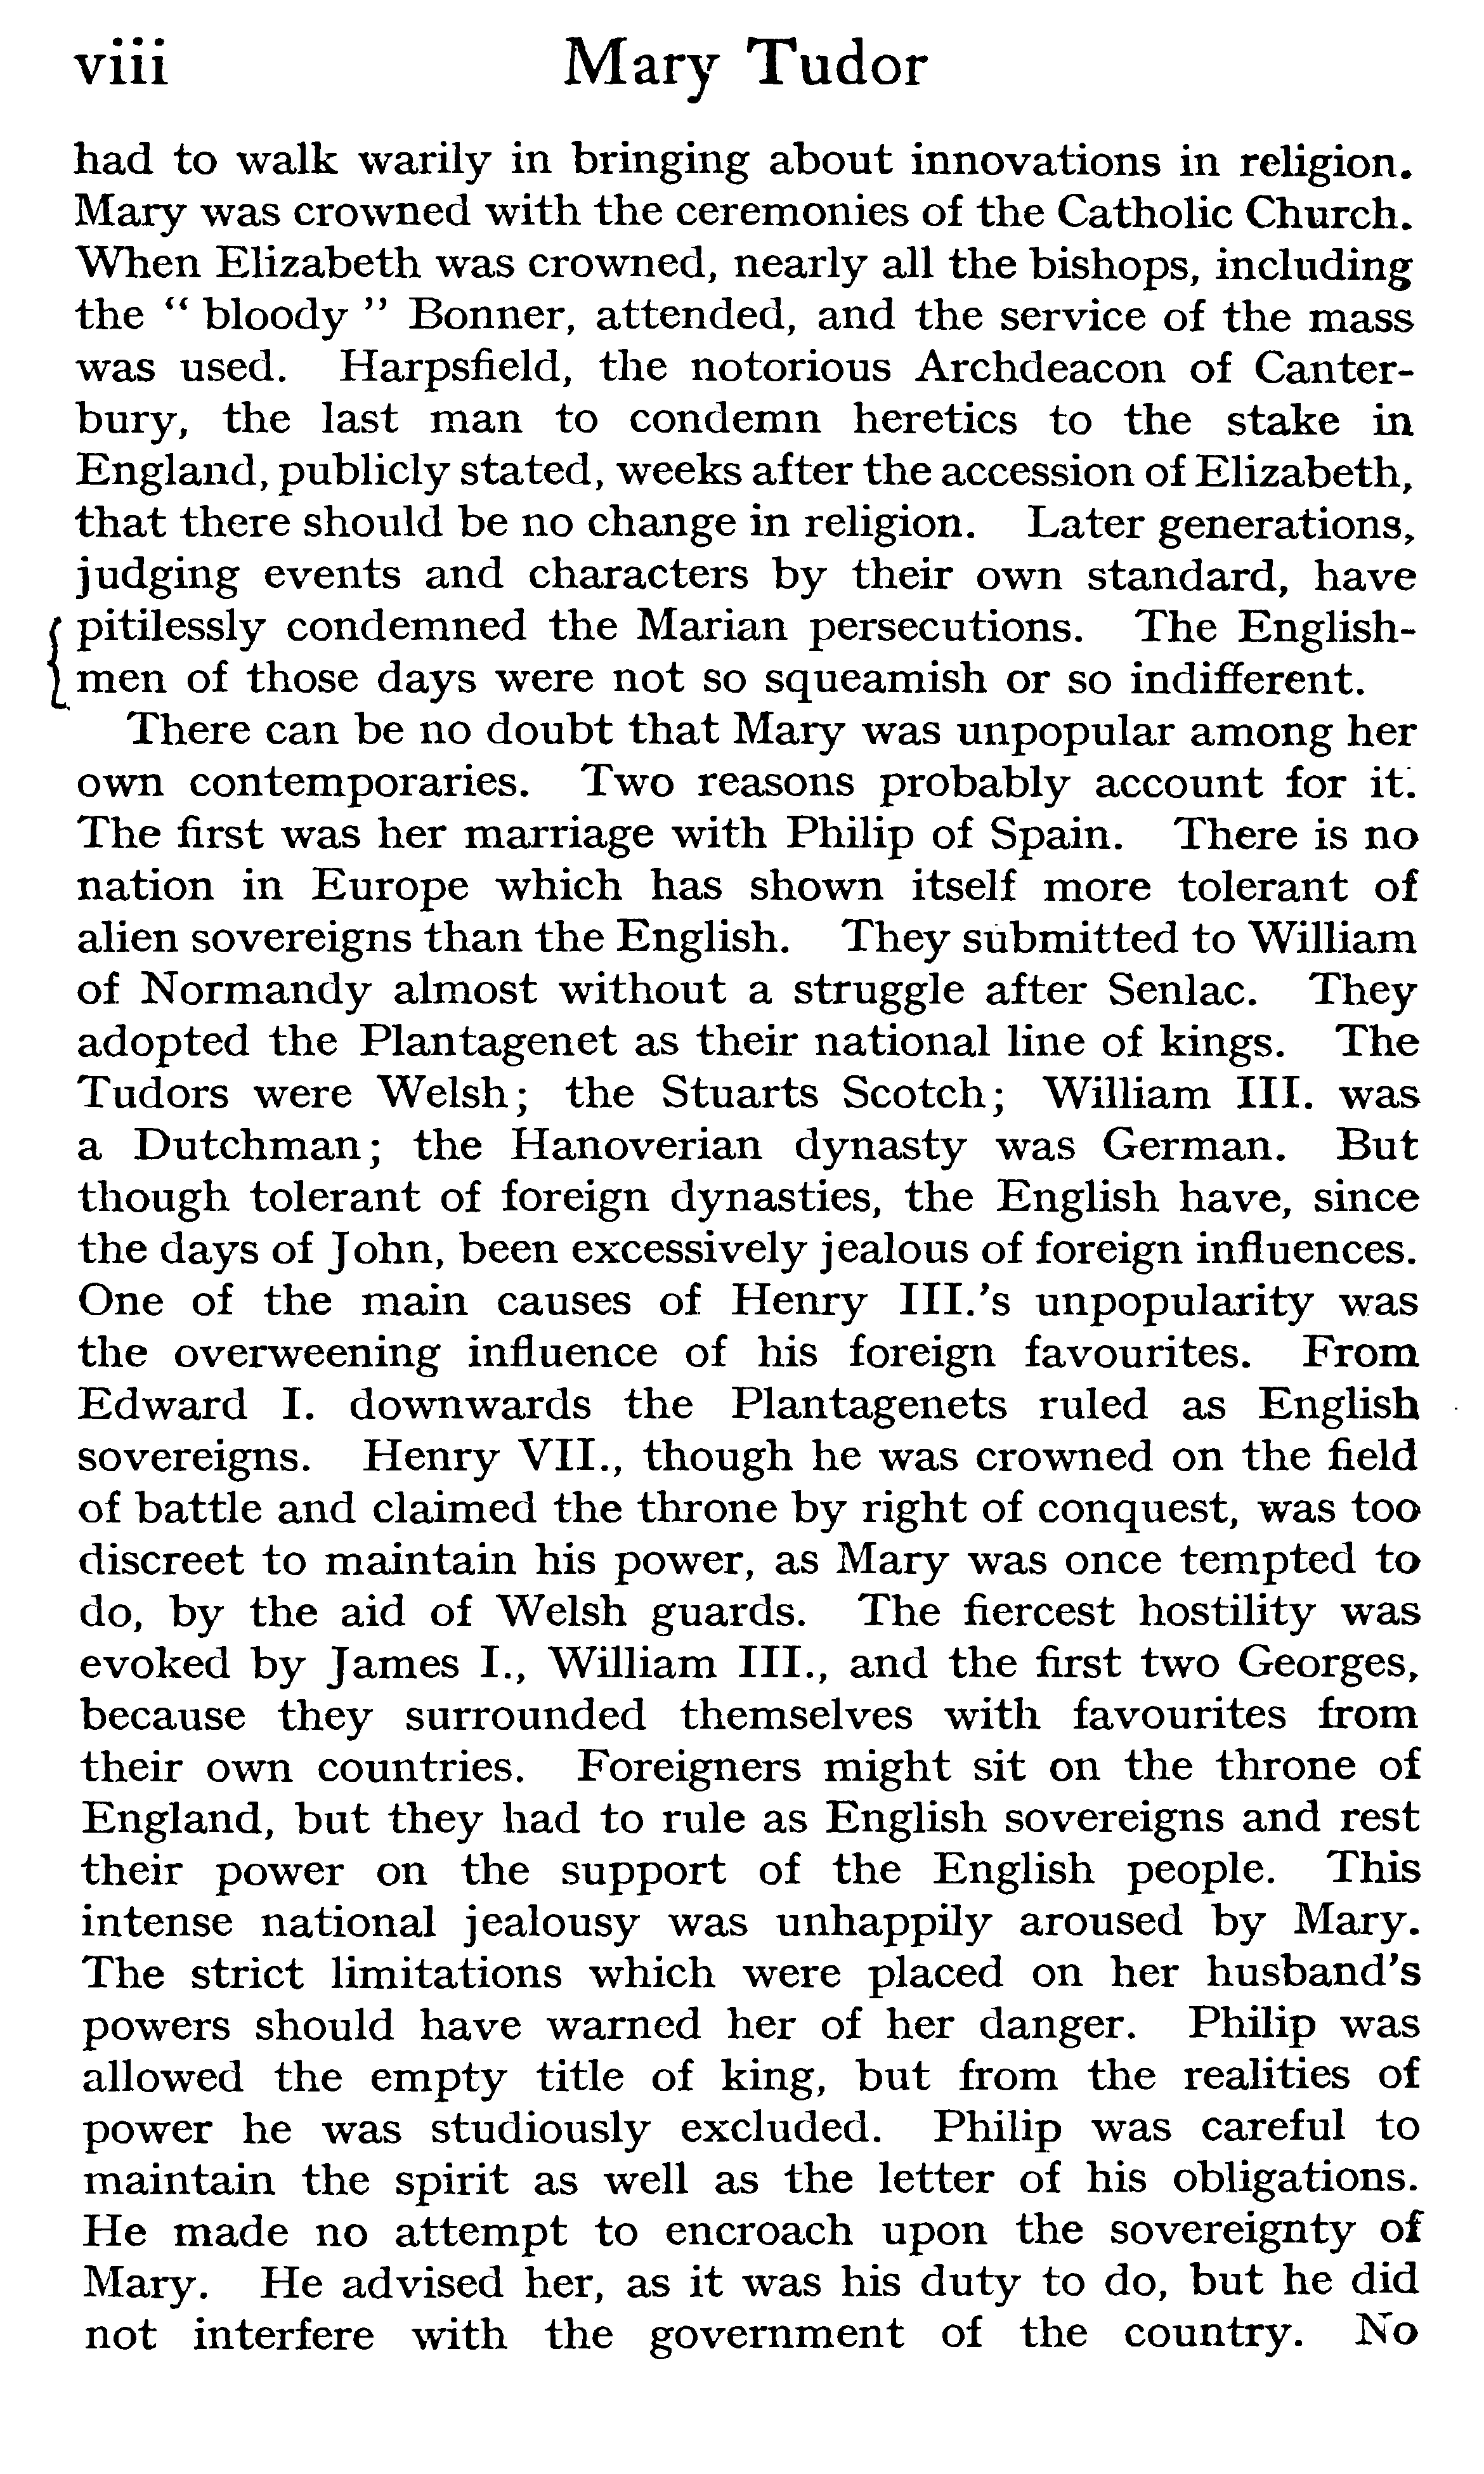 viii Mary Tudor
had to walk warily in bringing about innovations in religion.
Mary was crowned with the ceremonies of the Catholic Church.
When Elizabeth was crowned, nearly all the bishops, including
the “ bloody ” Bonner, attended, and the service of the mass
was used. Harpsfield, the notorious Archdeacon of Canter-
bury, the last man to condemn heretics to the stake in
England, publicly stated, weeks after the accession of Elizabeth,
that there should be no change in religion. Later generations,
judging events and characters by their own standard, have
pitilessly condemned the Marian persecutions. The English-
men of those days were not so squeamish or so indifferent.
There can be no doubt that Mary was unpopular among her
own contemporaries. Two reasons probably account for it.
The first was her marriage with Philip of Spain. There is no
nation in Europe which has shown itself more tolerant of
alien sovereigns than the English. They submitted to William
of Normandy almost without a struggle after Senlac. They
adopted the Plantagenet as their national line of kings. The
Tudors were Welsh; the Stuarts Scotch; William III. was
a Dutchman; the Hanoverian dynasty was German. But
though tolerant of foreign dynasties, the English have, since
the days of John, been excessively jealous of foreign influences.
One of the main causes of Henry III.'s unpopularity was
the overweening influence of his foreign favourites. From
Edward I. downwards the Plantagenets ruled as English
sovereigns. Henry VII., though he was crowned on the field
of battle and claimed the throne by right of conquest, was too
discreet to maintain his power, as Mary was once tempted to
do, by the aid of Welsh guards. The fiercest hostility was
evoked by James I., William III., and the first two Georges,
because they surrounded themselves with favourites from
their own countries. Foreigners might sit on the throne of
England, but they had to rule as English sovereigns and rest
their power on the support of the English people. This
intense national jealousy was unhappily aroused by Mary.
The strict limitations which were placed on her husband's
powers should have warned her of her danger. Philip was
allowed the empty title of king, but from the realities of
power he was studiously excluded. Philip was careful to
maintain the spirit as well as the letter of his obligations.
He made no attempt to encroach upon the sovereignty of
Mary. He advised her, as it was his duty to do, but he did
not interfere with the government of the country. No